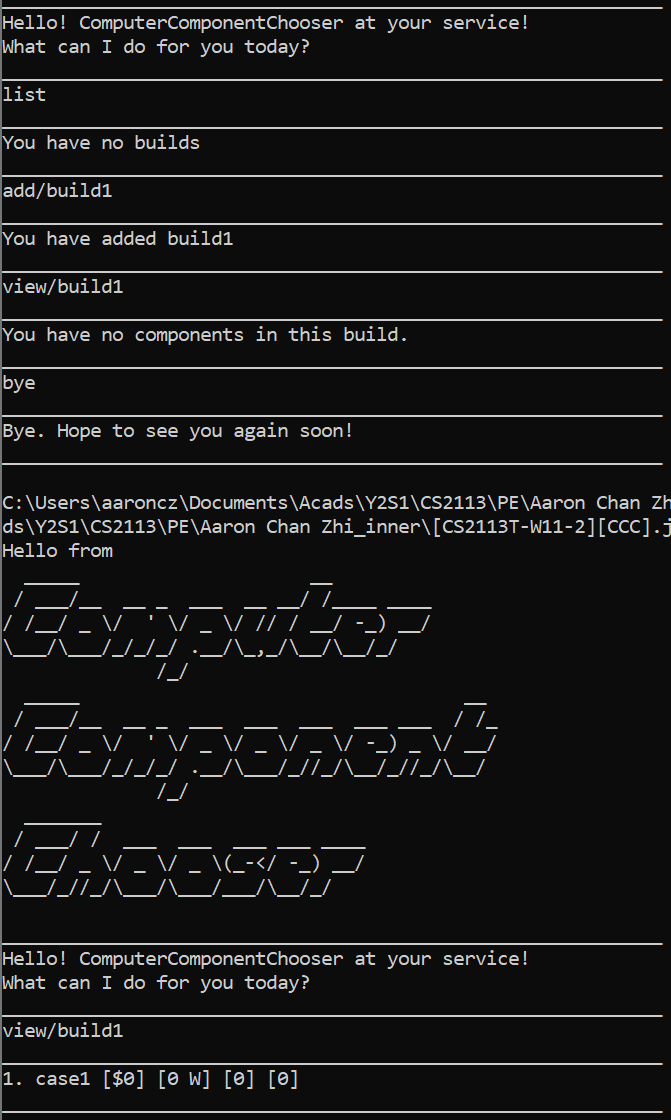 Hello! ComputerComponentChooser at your service!
What can I do for you today?
list
You have no builds
add/build1
You have added build1
view/build1
You have no components in this build.
bye
Bye. Hope to see you again soon!
C:\Users\aaroncz\Documents\Acads\Y2S1\CS2113\PE\Aaron Chan Zh
ds\Y2S1\CS2113\PE\Aaron Chan Zhi_inner\[CS2113T-W11-2][CCC].j
Hello from
Computer
Component
Chooser
Hello! ComputerComponentChooser at your service!
What can I do for you today?
view/build1
1. case1 [$0] [0 W] [0] [0]